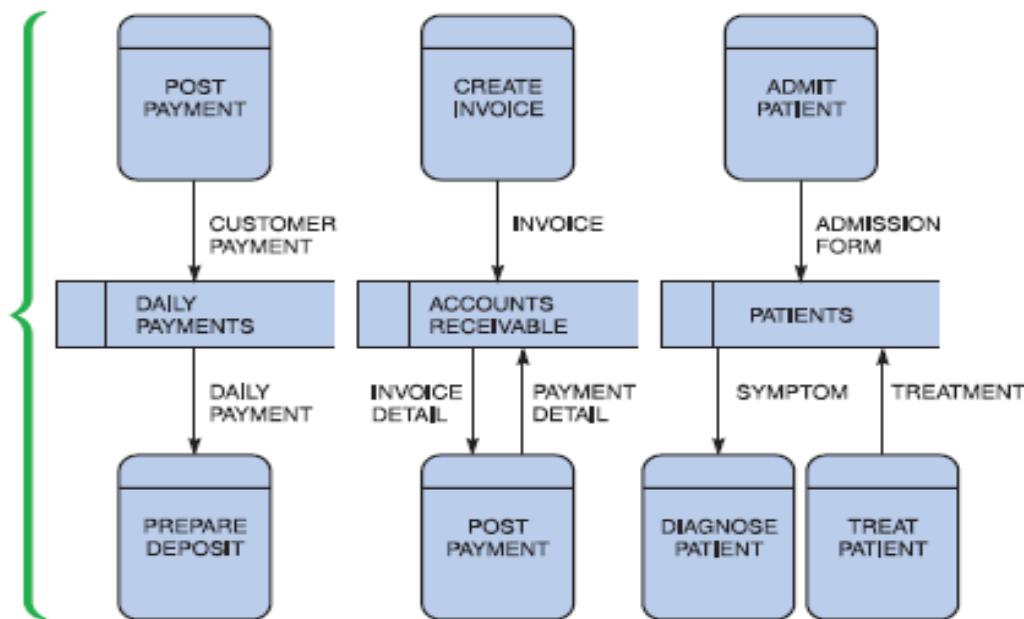 POST
PAYMENT
CREATE
INVOICE
ADMIT
PATIENT
CUSTOMER
PAYMENT
INVOICE
ADMISSION
FORM
DAILY
PAYMENTS
ACCOUNTS
RECEIVABLE
PATIENTS
DAILY
PAYMENT
INVOICE
DETAIL
PAYMENT
DETAIL
SYMPTOM
TREATMENT
PREPARE
DEPOSIT
POST
PAYMENT
DIAGNOSE
PATIENT
TREAT
PATIENT